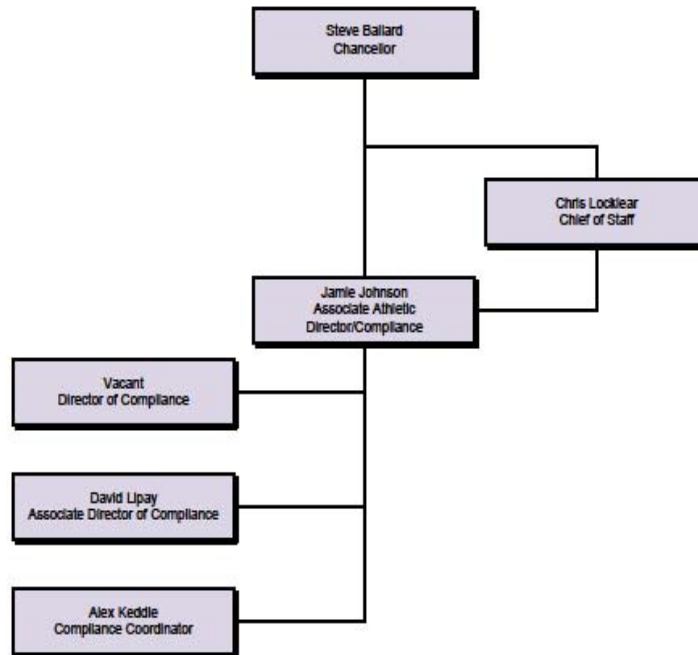 Steve Ballard
Chancellor
Chris Locklear
Chief of Staff
Jamie Johnson
Associate Athletic
Director/Compliance
Vacant
Director of Compliance
David Lipay
Associate Director of Compliance
Alex Keddie
Compliance Coordinator